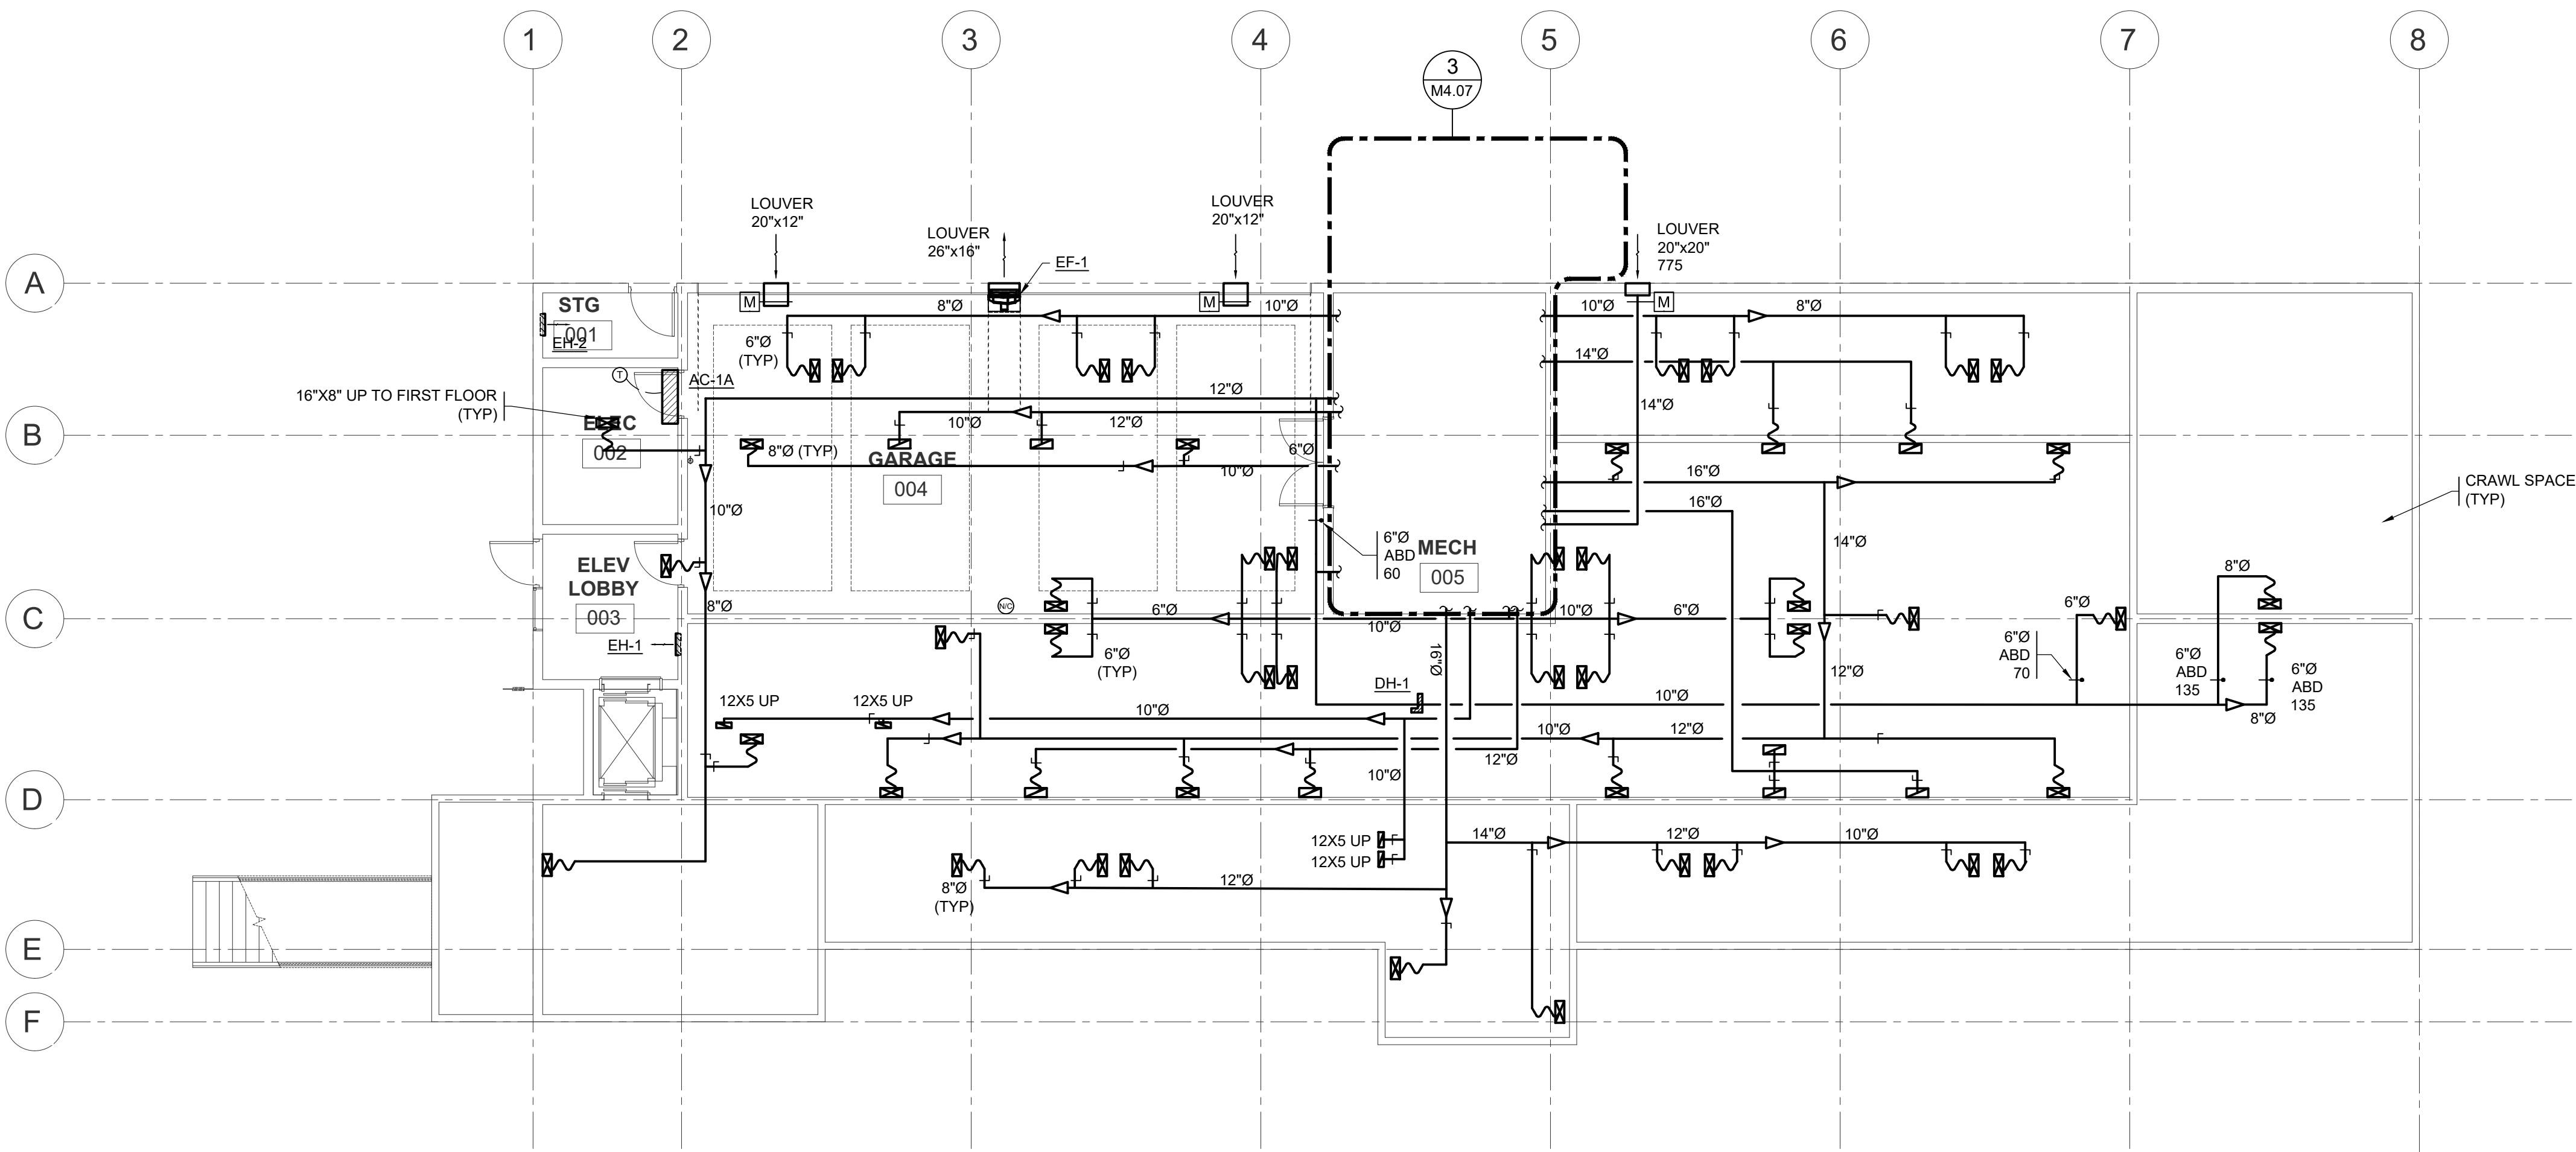 1
2
3
4
5
6
7
8
3
M4.07
LOUVER
20"x12"
LOUVER
26"x16"
EF-1
LOUVER
20"x12"
LOUVER
20"x20"
775
A
STG
001
EH-2
M
8"Ø
M
10"Ø
10"Ø
M
8"Ø
6"Ø
(TYP)
14"Ø
T
AC-1A
16"X8" UP TO FIRST FLOOR
(TYP)
12"Ø
14"Ø
10"Ø
12"Ø
B
ELEC
002
8"Ø (TYP)
GARAGE
004
6"Ø
10"Ø
16"Ø
16"Ø
CRAWL SPACE
(TYP)
10"Ø
6"Ø
ABD
60
MECH
005
14"Ø
ELEV
LOBBY
003
8"Ø
8"Ø
N/C
C
6"Ø
10"Ø
10"Ø
6"Ø
6"Ø
EH-1
6"Ø
(TYP)
16"Ø
6"Ø
ABD
70
12"Ø
6"Ø
ABD
135
6"Ø
ABD
135
DH-1
12X5 UP
12X5 UP
10"Ø
10"Ø
8"Ø
10"Ø
12"Ø
12"Ø
10"Ø
D
12X5 UP
12X5 UP
14"Ø
12"Ø
10"Ø
8"Ø
(TYP)
12"Ø
E
F